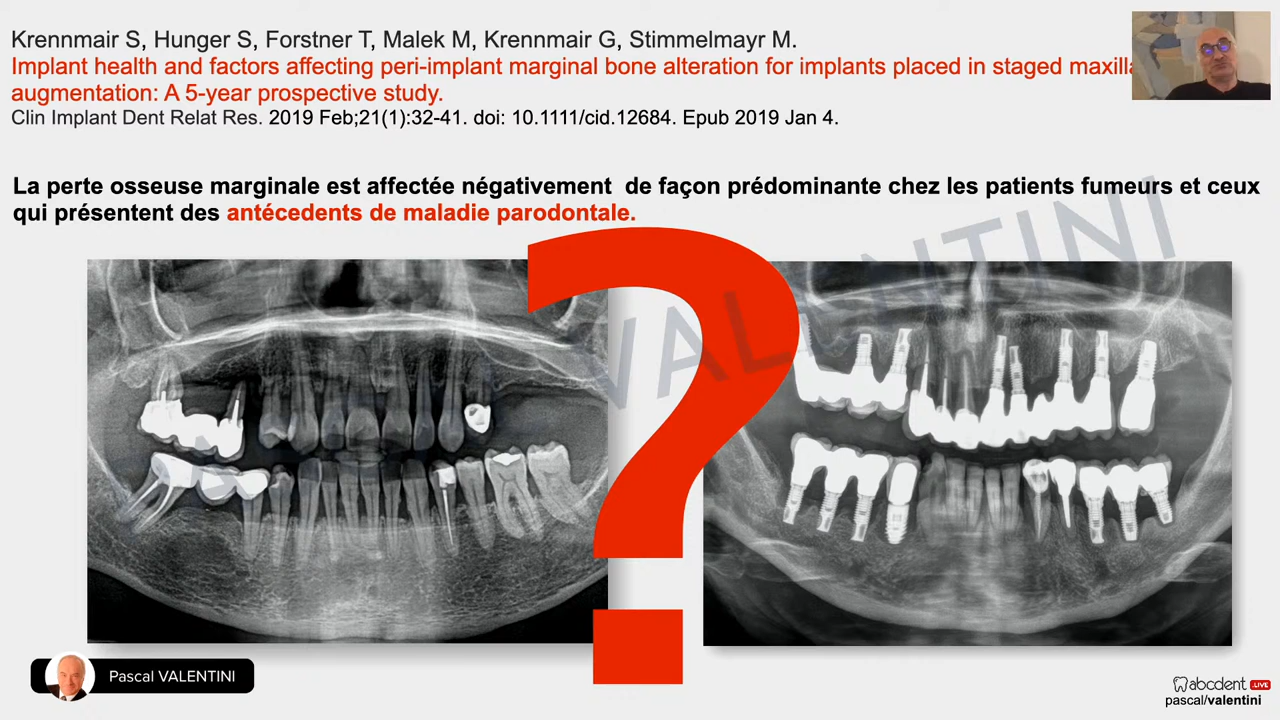 Krennmair S, Hunger S, Forstner T, Malek M, Krennmair G, Stimmelmayr M.
Implant health and factors affecting peri-implant marginal bone alteration for implants placed in staged
augmentation: A 5-year prospective study.
Clin Implant Dent Relat Res. 2019 Feb;21(1):32-41. doi: 10.1111/cid.12684. Epub 2019 Jan 4.
La perte osseuse marginale est affectée négativement de façon prédominante chez les patients fumeurs et ceux
qui présentent des antécedents de maladie parodontale.
?
VALENTINI
Pascal VALENTINI
abcdent LIVE
pascal/valentini